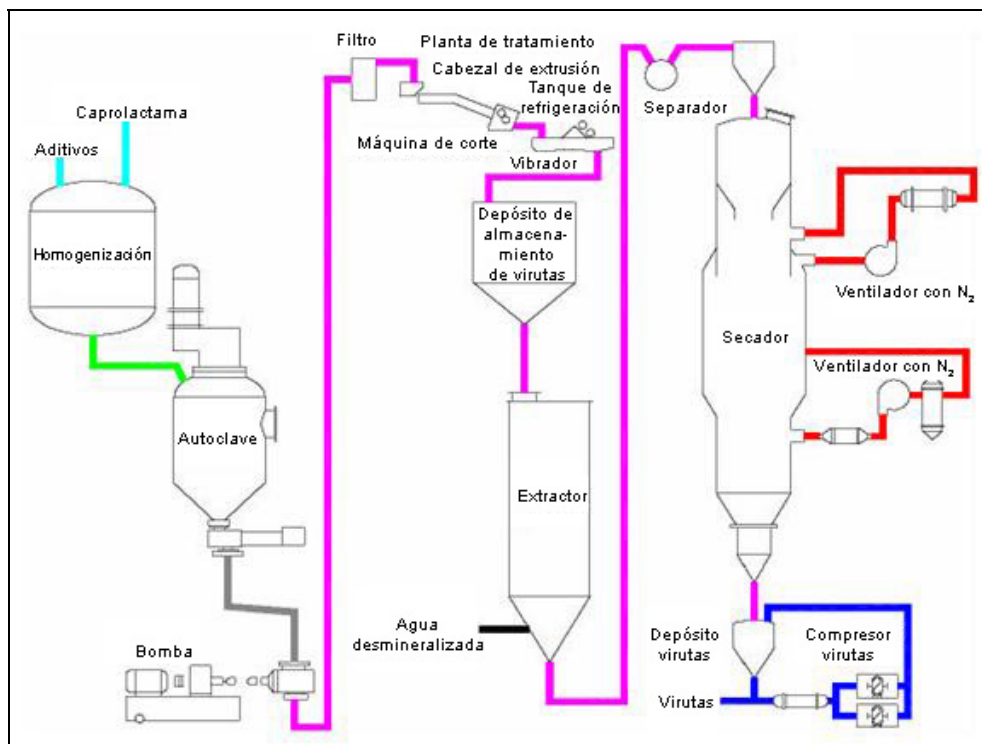 Filtro
Planta de tratamiento
Cabezal de extrusión
Tanque de
refrigeración
Separador
Caprolactama
Aditivos
Máquina de corte
Vibrador
Homogenización
Depósito de
almacena-
miento
de virutas
Ventilador con N₂
Secador
Ventilador con N₂
Autoclave
Extractor
Agua
desmineralizada
Bomba
Depósito
virutas
Compresor
virutas
Virutas